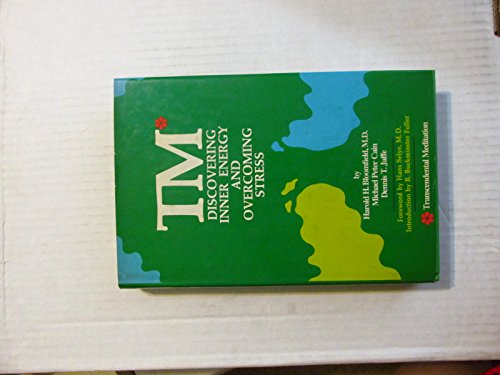 TM*
DISCOVERING
INNER ENERGY
AND
OVERCOMING
STRESS
by
Harold H. Bloomfield, M.D.
Michael Peter Cain
Dennis T. Jaffe
Foreword by Hans Selye, M.D.
Introduction by R. Buckminster Fuller
*Transcendental Meditation